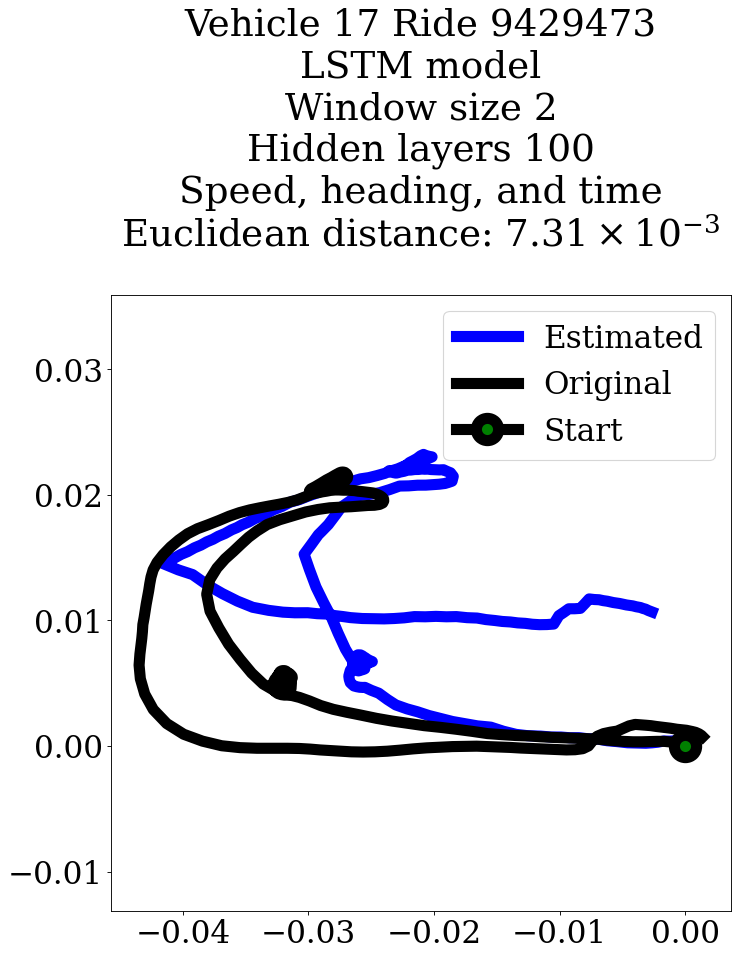 Vehicle 17 Ride 9429473
LSTM model
Window size 2
Hidden layers 100
Speed, heading, and time
Euclidean distance: 7.31 × 10⁻³
Estimated
Original
Start
0.03
0.02
0.01
0.00
−0.01
−0.04
−0.03
−0.02
−0.01
0.00